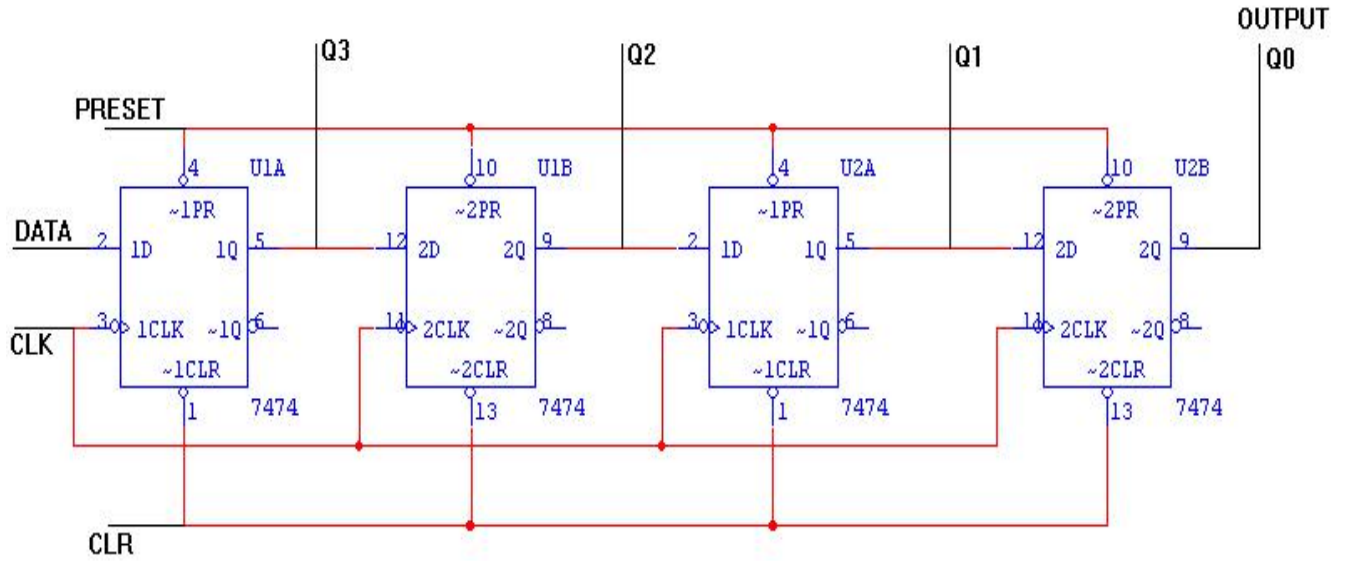 OUTPUT
Q3 Q2 Q1 Q0
PRESET
4 U1A 10 U1B 4 U2A 10 U2B
~1PR ~2PR ~1PR ~2PR
DATA 2 1D 1Q 5 12 2D 2Q 9 2 1D 1Q 5 12 2D 2Q 9
CLK 3 1CLK ~1Q 6 11 2CLK ~2Q 8 3 1CLK ~1Q 6 11 2CLK ~2Q 8
~1CLR ~2CLR ~1CLR ~2CLR
1 7474 13 7474 1 7474 13 7474
CLR